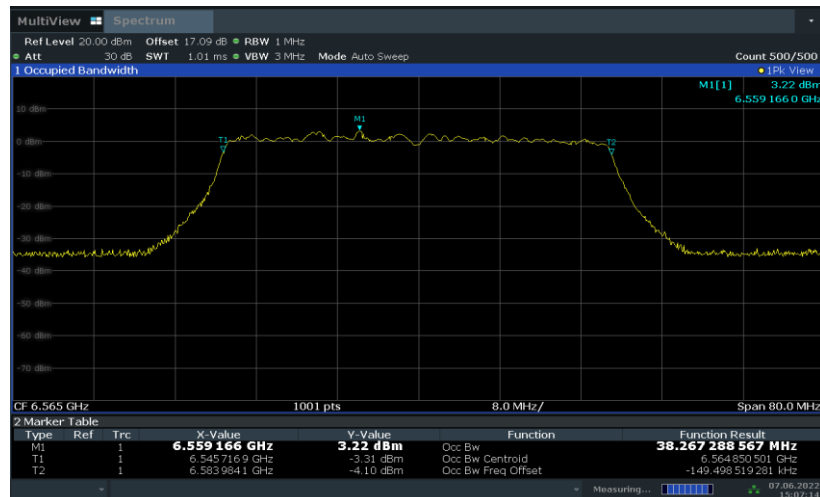 MultiView Spectrum
Ref Level 20.00 dBm Offset 17.09 dB RBW 1 MHz
Att 30 dB SWT 1.01 ms VBW 3 MHz Mode Auto Sweep Count 500/500
1 Occupied Bandwidth 1Pk View
M1[1] 3.22 dBm
6.559 166 0 GHz
10 dBm
M1
0 dBm T1 T2
-10 dBm
-20 dBm
-30 dBm
-40 dBm
-50 dBm
-60 dBm
-70 dBm
CF 6.565 GHz 1001 pts 8.0 MHz/ Span 80.0 MHz
2 Marker Table
Type Ref Trc X-Value Y-Value Function Function Result
M1 1 6.559 166 GHz 3.22 dBm Occ Bw 38.267 288 567 MHz
T1 1 6.545 716 9 GHz -3.31 dBm Occ Bw Centroid 6.564 850 501 GHz
T2 1 6.583 984 1 GHz -4.10 dBm Occ Bw Freq Offset -149.498 519 281 kHz
Measuring... 07.06.2022
15:07:14